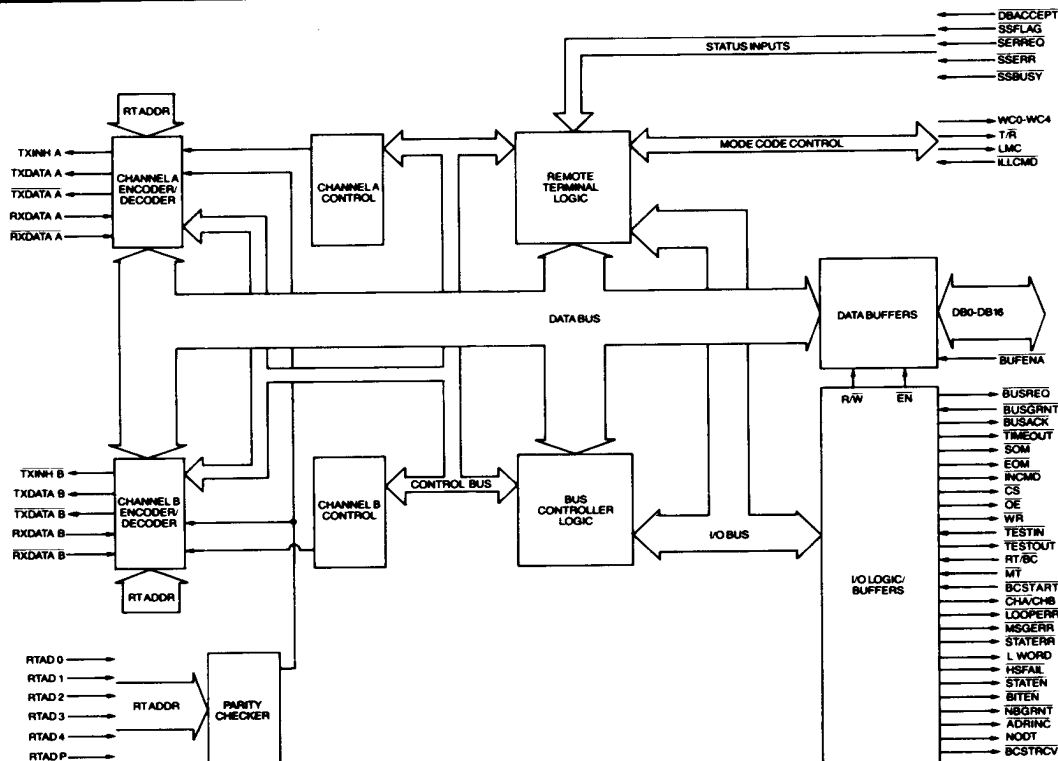 DBACCEPT
SSFLAG
SERREQ
SSERR
SSBUSY
STATUS INPUTS
RT ADDR
TXINH A
TXDATA A
TXDATA A
RXDATA A
RXDATA A
CHANNEL A
ENCODER/
DECODER
CHANNEL A
CONTROL
REMOTE
TERMINAL
LOGIC
MODE CODE CONTROL
WC0-WC4
T/R
LMC
ILLCMD
DATA BUS
DATA BUFFERS
DB0-DB16
BUFENA
R/W
EN
TXINH B
TXDATA B
TXDATA B
RXDATA B
RXDATA B
CHANNEL B
ENCODER/
DECODER
RT ADDR
CHANNEL B
CONTROL
CONTROL BUS
BUS
CONTROLLER
LOGIC
I/O BUS
I/O LOGIC/
BUFFERS
BUSREQ
BUSGRNT
BUSACK
TIMEOUT
SOM
EOM
INCMD
CS
OE
WR
TESTIN
TESTOUT
RT/BC
MT
BCSTART
CHA/CHB
LOOPERR
MSGERR
STATERR
L WORD
HSFAIL
STATEN
BITEN
NBGRNT
ADRINC
NODT
BCSTRCV
RTAD 0
RTAD 1
RTAD 2
RTAD 3
RTAD 4
RTAD P
RT ADDR
PARITY
CHECKER